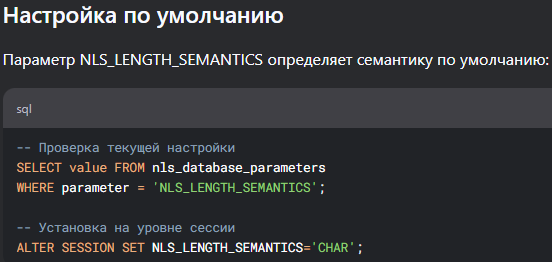 Настройка по умолчанию
Параметр NLS_LENGTH_SEMANTICS определяет семантику по умолчанию:
sql
-- Проверка текущей настройки
SELECT value FROM nls_database_parameters
WHERE parameter = 'NLS_LENGTH_SEMANTICS';
-- Установка на уровне сессии
ALTER SESSION SET NLS_LENGTH_SEMANTICS='CHAR';